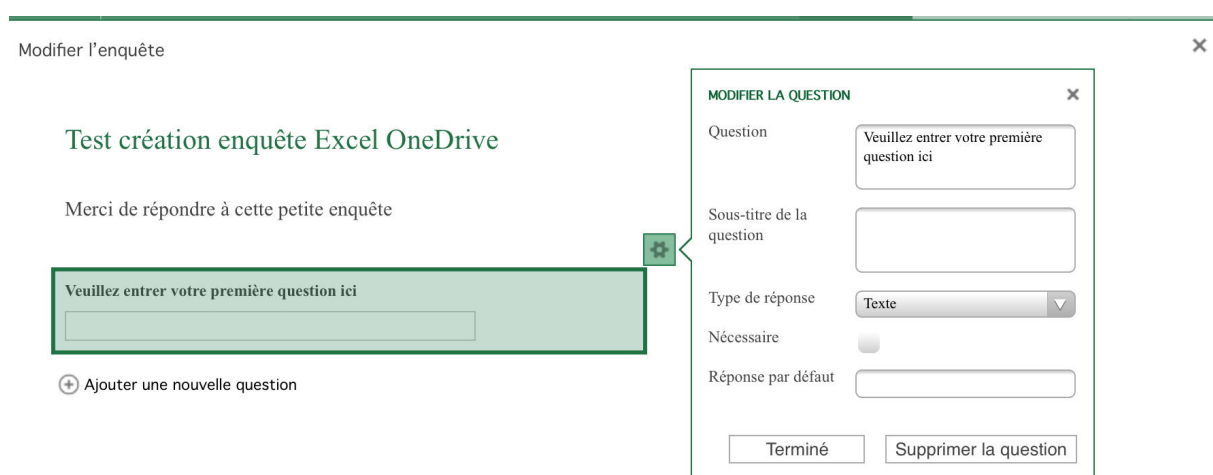 Modifier l’enquête
Test création enquête Excel OneDrive
Merci de répondre à cette petite enquête
Veuillez entrer votre première question ici
Ajouter une nouvelle question
MODIFIER LA QUESTION
Question
Veuillez entrer votre première
question ici
Sous-titre de la
question
Type de réponse
Texte
Nécessaire
Réponse par défaut
Terminé
Supprimer la question